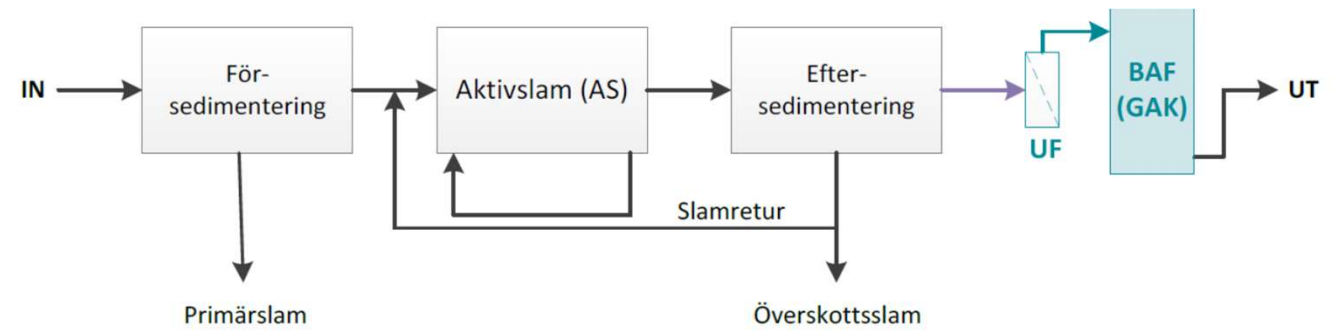 IN
För-
sedimentering
Aktivslam (AS)
Efter-
sedimentering
UF
BAF
(GAK)
UT
Slamretur
Primärslam
Överskottsslam